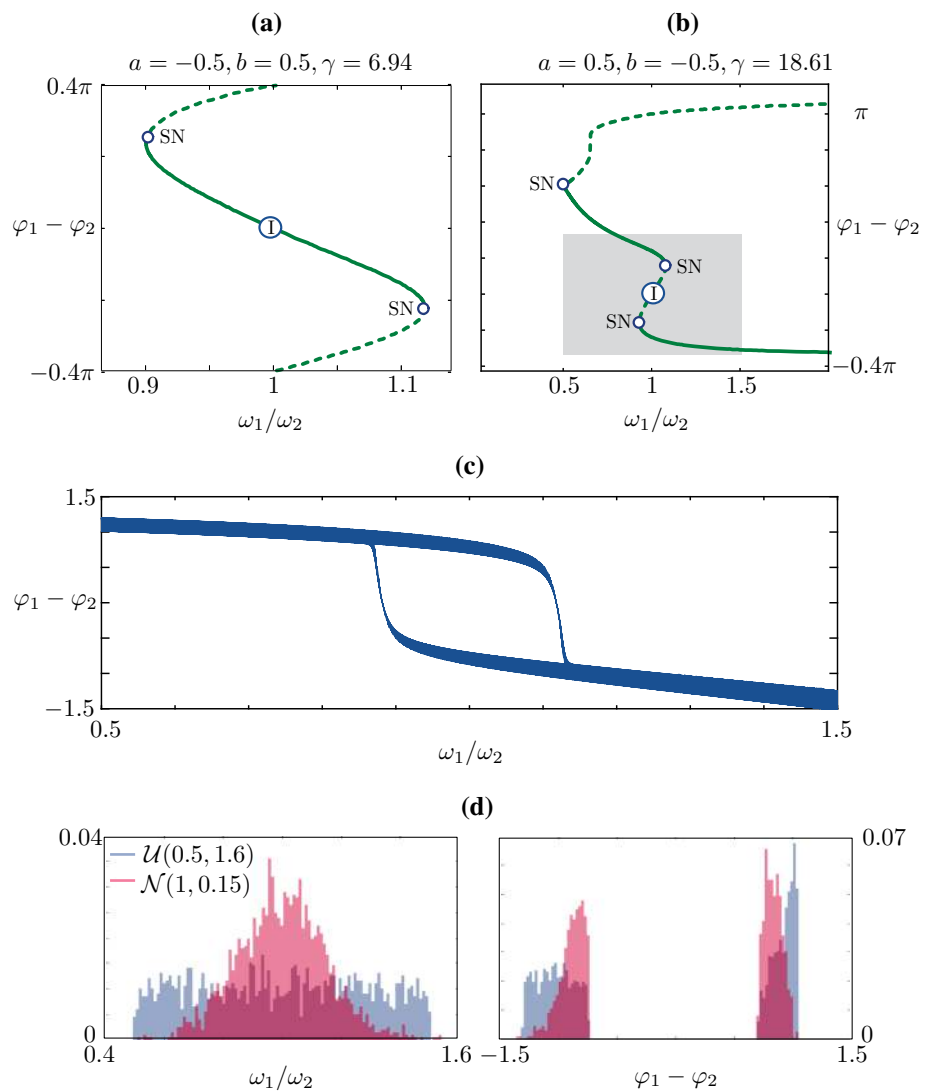 (a)
(b)
a = −0.5, b = 0.5, γ = 6.94
a = 0.5, b = −0.5, γ = 18.61
0.4π
SN
φ₁ − φ₂
I
SN
−0.4π
0.9
1
1.1
ω₁/ω₂
π
SN
φ₁ − φ₂
SN
I
SN
−0.4π
0.5
1
1.5
ω₁/ω₂
(c)
1.5
φ₁ − φ₂
−1.5
0.5
1.5
ω₁/ω₂
(d)
0.04
𝒰(0.5, 1.6)
𝒩(1, 0.15)
0
0.4
1.6
ω₁/ω₂
0.07
0
−1.5
1.5
φ₁ − φ₂